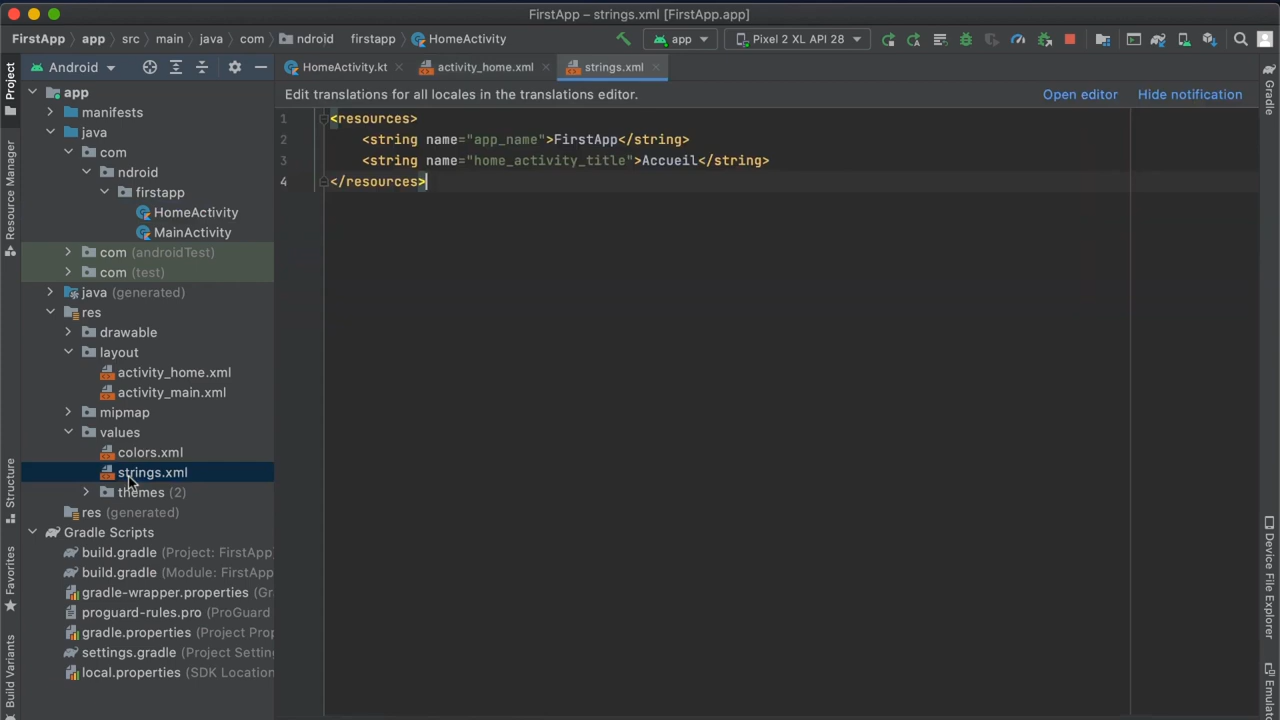 FirstApp – strings.xml [FirstApp.app]
FirstApp app src main java com ndroid firstapp HomeActivity app Pixel 2 XL API 28
Project
Resource Manager
Structure
Favorites
Build Variants
Android
app
manifests
java
com
ndroid
firstapp
HomeActivity
MainActivity
com (androidTest)
com (test)
java (generated)
res
drawable
layout
activity_home.xml
activity_main.xml
mipmap
values
colors.xml
strings.xml
themes (2)
res (generated)
Gradle Scripts
build.gradle (Project: FirstApp
build.gradle (Module: FirstApp
gradle-wrapper.properties (Gr
proguard-rules.pro (ProGuard
gradle.properties (Project Prop
settings.gradle (Project Settin
local.properties (SDK Location
HomeActivity.kt activity_home.xml strings.xml
Edit translations for all locales in the translations editor. Open editor Hide notification
1 <resources>
2 <string name="app_name">FirstApp</string>
3 <string name="home_activity_title">Accueil</string>
4 </resources>
Gradle
Device File Explorer
Emulat